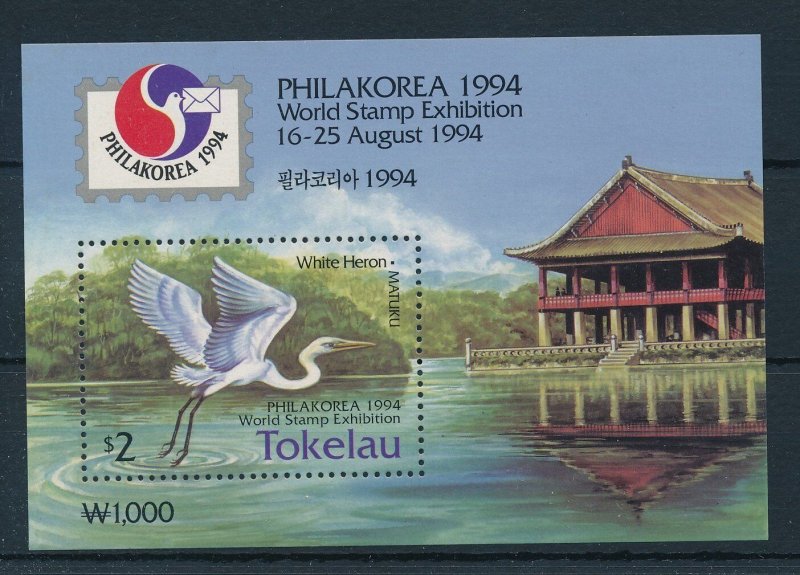 PHILAKOREA 1994
PHILAKOREA 1994
World Stamp Exhibition
16-25 August 1994
필라코리아 1994
White Heron
· MATUKU
PHILAKOREA 1994
World Stamp Exhibition
$2
Tokelau
₩1,000